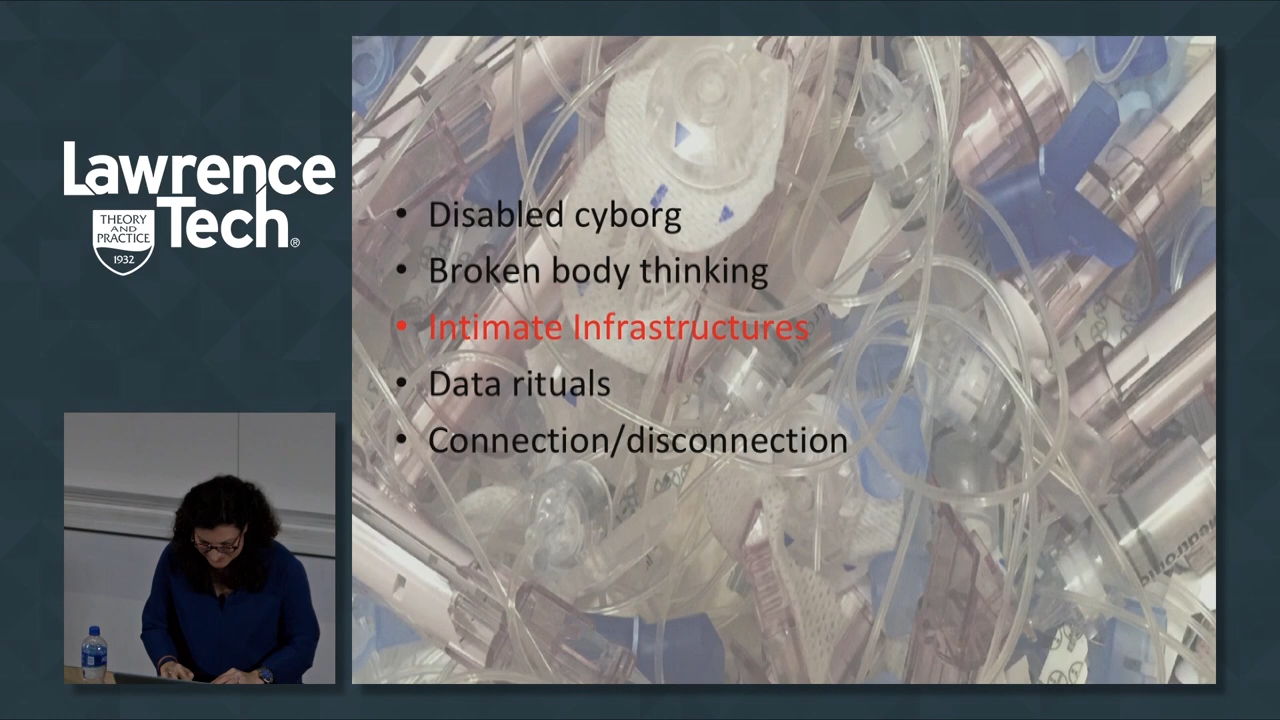 Lawrence
Tech®
THEORY
AND
PRACTICE
1932
• Disabled cyborg
• Broken body thinking
• Intimate Infrastructures
• Data rituals
• Connection/disconnection